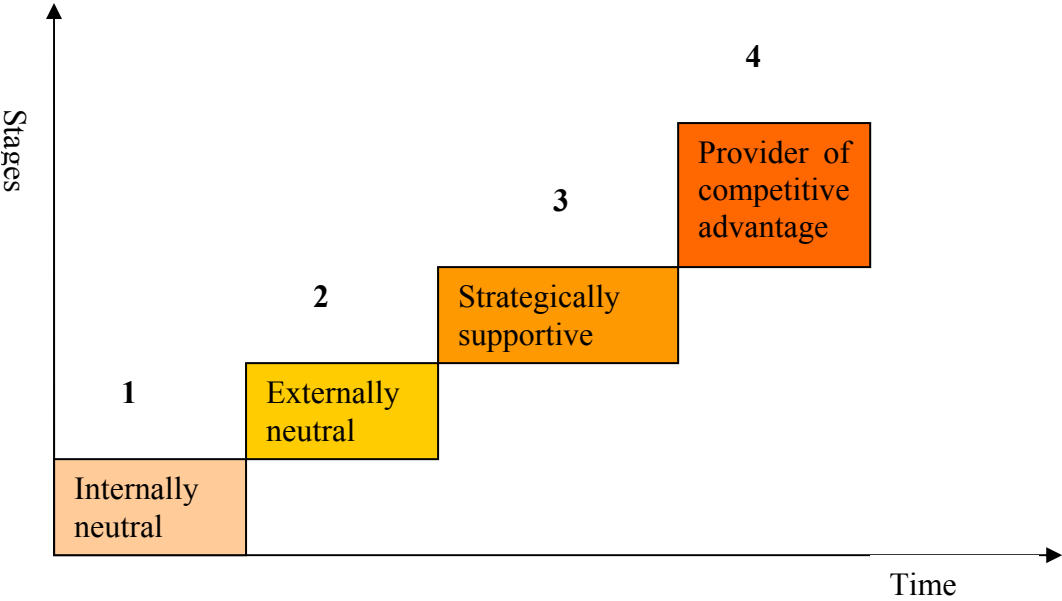 4
Provider of
competitive
advantage
Stages
3
2
Strategically
supportive
1
Externally
neutral
Internally
neutral
Time